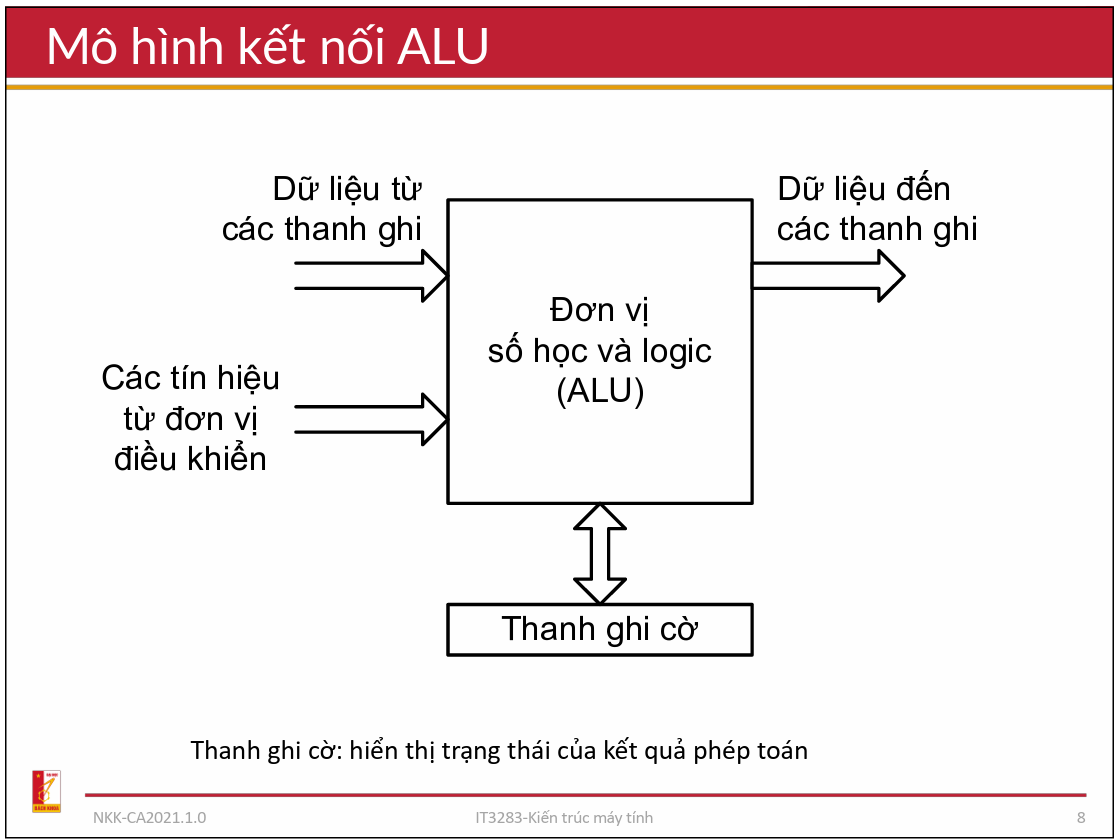 Mô hình kết nối ALU
Dữ liệu từ
các thanh ghi
Dữ liệu đến
các thanh ghi
Đơn vị
số học và logic
(ALU)
Các tín hiệu
từ đơn vị
điều khiển
Thanh ghi cờ
Thanh ghi cờ: hiển thị trạng thái của kết quả phép toán
NKK-CA2021.1.0
IT3283-Kiến trúc máy tính
8